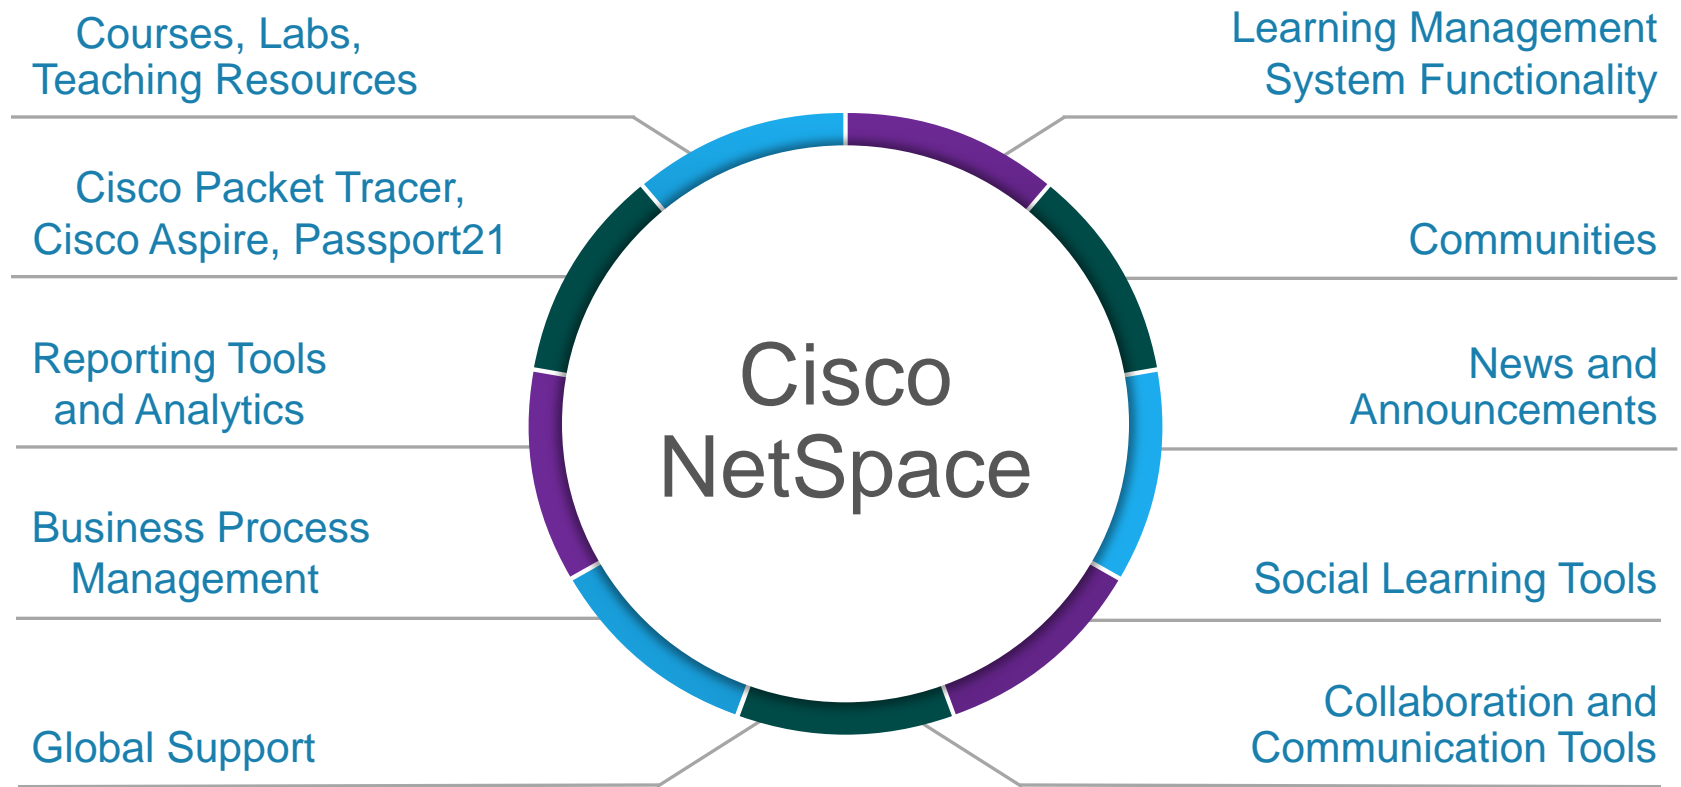 Courses, Labs,
Teaching Resources
Cisco Packet Tracer,
Cisco Aspire, Passport21
Reporting Tools
and Analytics
Business Process
Management
Global Support
Cisco
NetSpace
Learning Management
System Functionality
Communities
News and
Announcements
Social Learning Tools
Collaboration and
Communication Tools